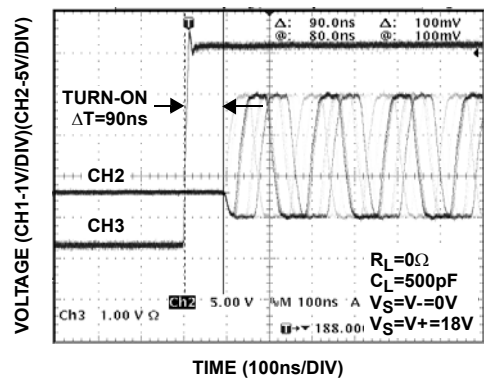 Δ: 90.0ns Δ: 100mV
@: 80.0ns @: 100mV
TURN-ON
ΔT=90ns
CH2
CH3
RL=0Ω
CL=500pF
VS=V-=0V
VS=V+=18V
Ch2 5.00 V M 100ns A
Ch3 1.00 V Ω
T 188.00
VOLTAGE (CH1-1V/DIV)(CH2-5V/DIV)
TIME (100ns/DIV)